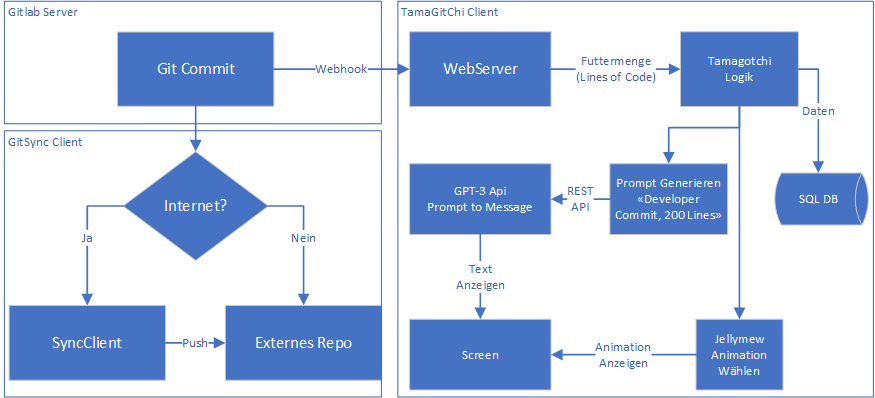 Gitlab Server
Git Commit
Webhook
GitSync Client
Internet?
Ja
Nein
SyncClient
Push
Externes Repo
TamaGitChi Client
WebServer
Futtermenge
(Lines of Code)
Tamagotchi
Logik
Daten
SQL DB
Prompt Generieren
«Developer
Commit, 200 Lines»
REST
API
GPT-3 Api
Prompt to Message
Text
Anzeigen
Screen
Animation
Anzeigen
Jellymew
Animation
Wählen